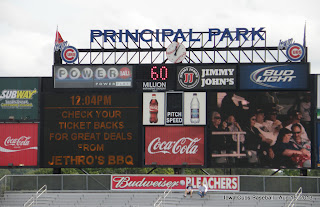 PRINCIPAL PARK
SUBWAY
POWER
60
MILLION
JIMMY
JOHN'S
BUD LIGHT
12:04PM
CHECK YOUR
TICKET BACKS
FOR GREAT DEALS
FROM
JETHRO'S BBQ
PITCH
SPEED
Coca-Cola
Coca-Cola
Budweiser BLEACHERS